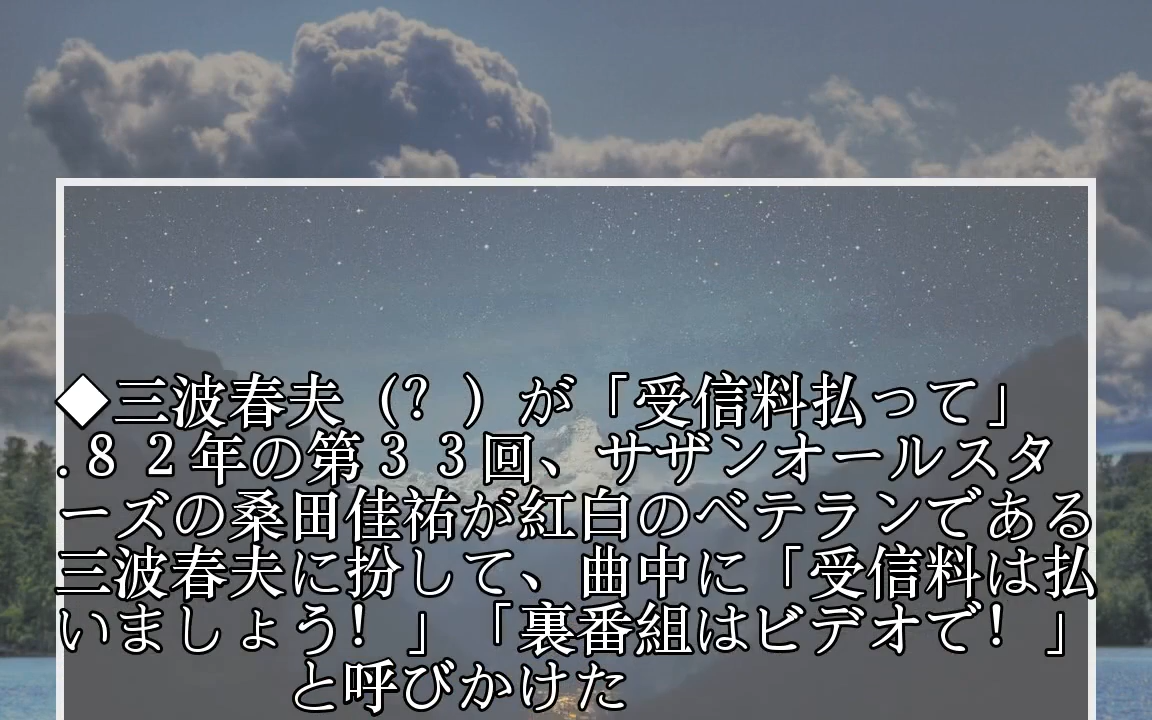 ◆三波春夫（？）が「受信料払って」
.８２年の第３３回、サザンオールスタ
ーズの桑田佳祐が紅白のベテランである
三波春夫に扮して、曲中に「受信料は払
いましょう！」「裏番組はビデオで！」
と呼びかけた